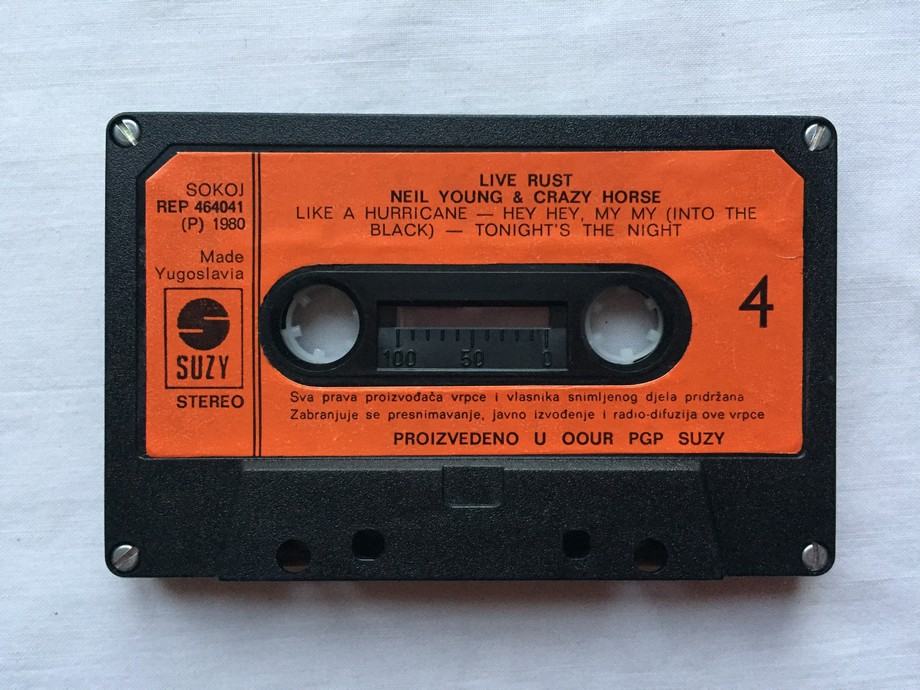 SOKOJ
REP 464041
(P) 1980
Made
Yugoslavia
SUZY
STEREO
LIVE RUST
NEIL YOUNG & CRAZY HORSE
LIKE A HURRICANE — HEY HEY, MY MY (INTO THE
BLACK) — TONIGHT'S THE NIGHT
4
100 50 0
Sva prava proizvođača vrpce i vlasnika snimljenog djela pridržana
Zabranjuje se presnimavanje, javno izvođenje i radio-difuzija ove vrpce
PROIZVEDENO U OOUR PGP SUZY